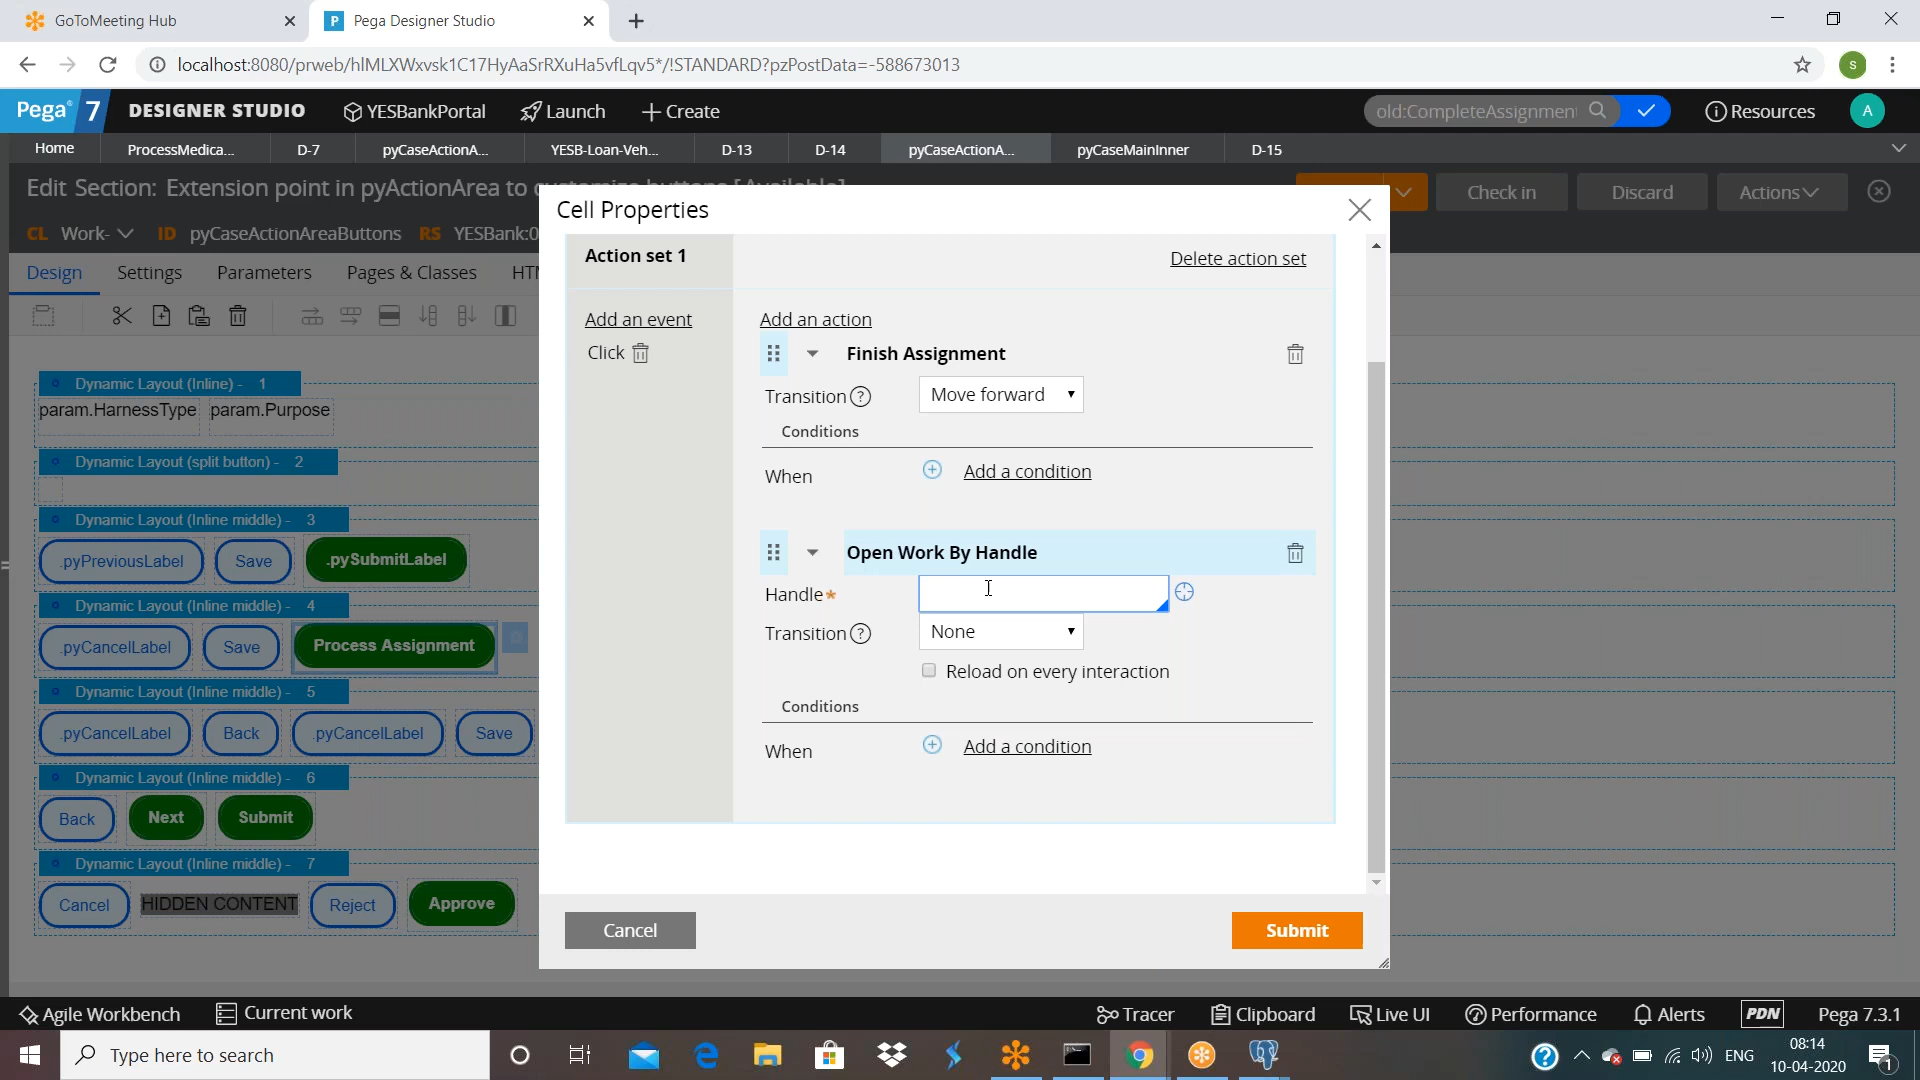 GoToMeeting Hub
Pega Designer Studio
localhost:8080/prweb/hIMLXWxvsk1C17HyAaSrRXuHa5vfLqv5*/!STANDARD?pzPostData=-588673013
S
Pega 7 DESIGNER STUDIO YESBankPortal Launch Create
old:CompleteAssignment
Resources
A
Home ProcessMedica... D-7 pyCaseActionA... YESB-Loan-Veh... D-13 D-14 pyCaseActionA... pyCaseMainInner D-15
Edit Section: Extension point in pyActionArea to customize buttons [Available]
Check in Discard Actions
CL Work- ID pyCaseActionAreaButtons RS YESBank:0
Design Settings Parameters Pages & Classes HTM
Dynamic Layout (Inline) - 1
param.HarnessType param.Purpose
Dynamic Layout (split button) - 2
Dynamic Layout (Inline middle) - 3
.pyPreviousLabel Save .pySubmitLabel
Dynamic Layout (Inline middle) - 4
.pyCancelLabel Save Process Assignment
Dynamic Layout (Inline middle) - 5
.pyCancelLabel Back .pyCancelLabel Save
Dynamic Layout (Inline middle) - 6
Back Next Submit
Dynamic Layout (Inline middle) - 7
Cancel HIDDEN CONTENT Reject Approve
Cell Properties
Action set 1 Delete action set
Add an event Add an action
Click Finish Assignment
Transition ? Move forward
Conditions
When Add a condition
Open Work By Handle
Handle*
Transition ? None
Reload on every interaction
Conditions
When Add a condition
Cancel Submit
Agile Workbench Current work Tracer Clipboard Live UI Performance Alerts PDN Pega 7.3.1
Type here to search
ENG
08:14
10-04-2020
1